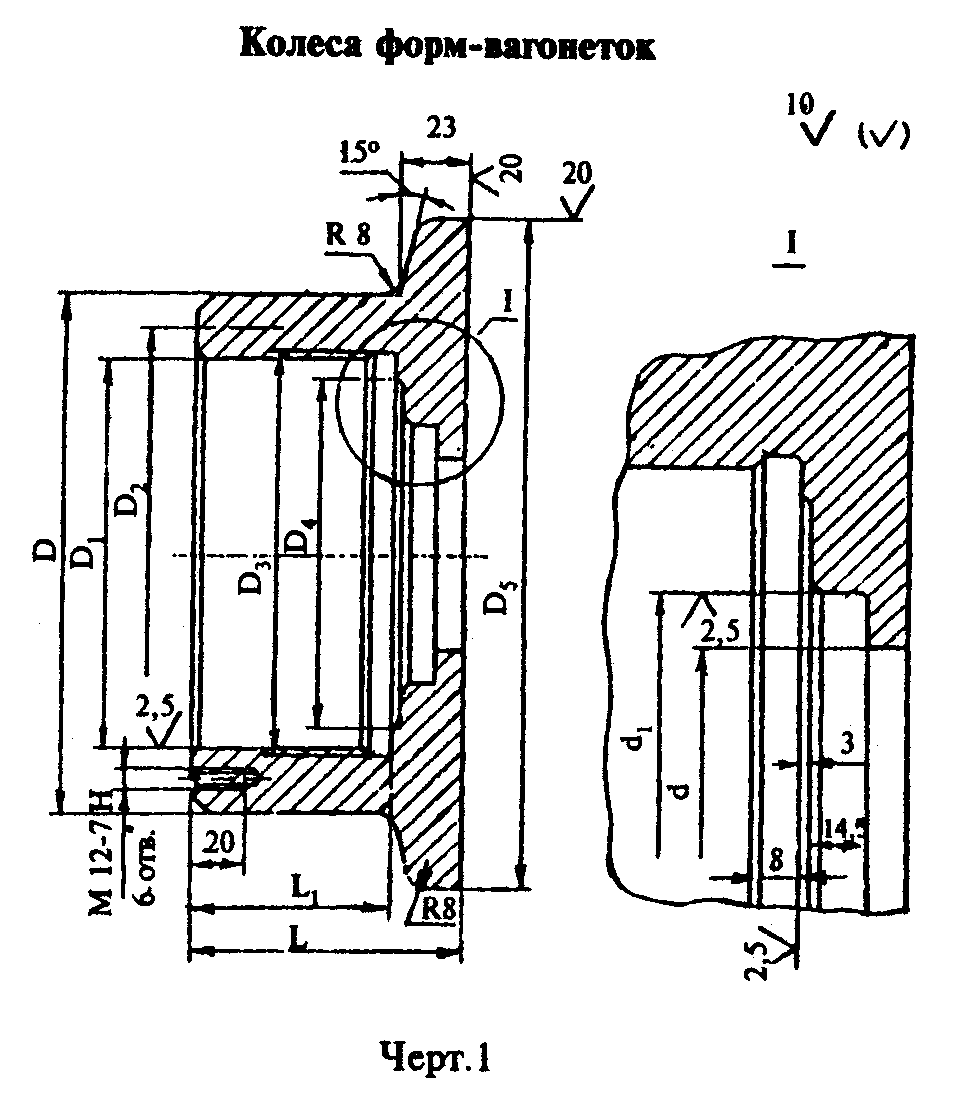 Колеса форм-вагонеток
10 (✓)
23
15°
20
20
R 8
I
I
D
D₁
D₂
D₃
D₄
D₅
2,5
M 12-7H
6 отв.
20
L₁
L
R8
2,5
d₁
d
3
14,5
8
2,5
Черт.1